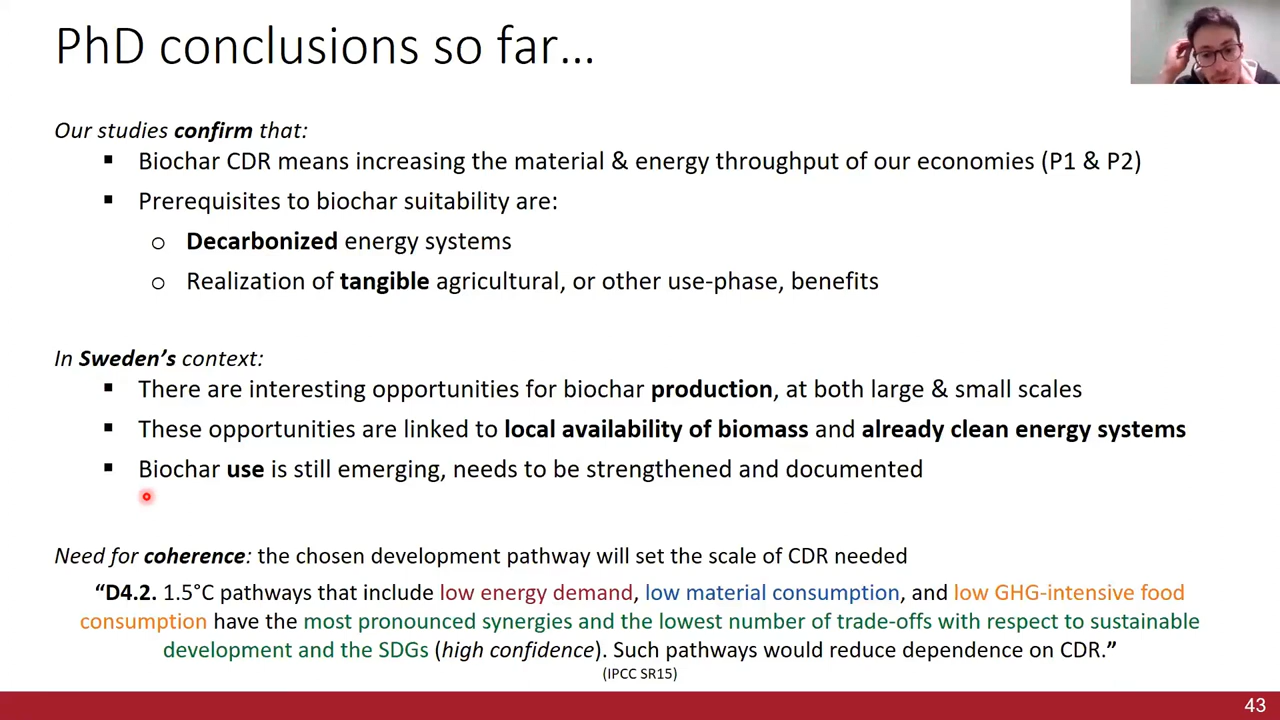 PhD conclusions so far…
Our studies confirm that:
▪ Biochar CDR means increasing the material & energy throughput of our economies (P1 & P2)
▪ Prerequisites to biochar suitability are:
o Decarbonized energy systems
o Realization of tangible agricultural, or other use-phase, benefits
In Sweden’s context:
▪ There are interesting opportunities for biochar production, at both large & small scales
▪ These opportunities are linked to local availability of biomass and already clean energy systems
▪ Biochar use is still emerging, needs to be strengthened and documented
Need for coherence: the chosen development pathway will set the scale of CDR needed
“D4.2. 1.5°C pathways that include low energy demand, low material consumption, and low GHG-intensive food
consumption have the most pronounced synergies and the lowest number of trade-offs with respect to sustainable
development and the SDGs (high confidence). Such pathways would reduce dependence on CDR.”
(IPCC SR15)
43